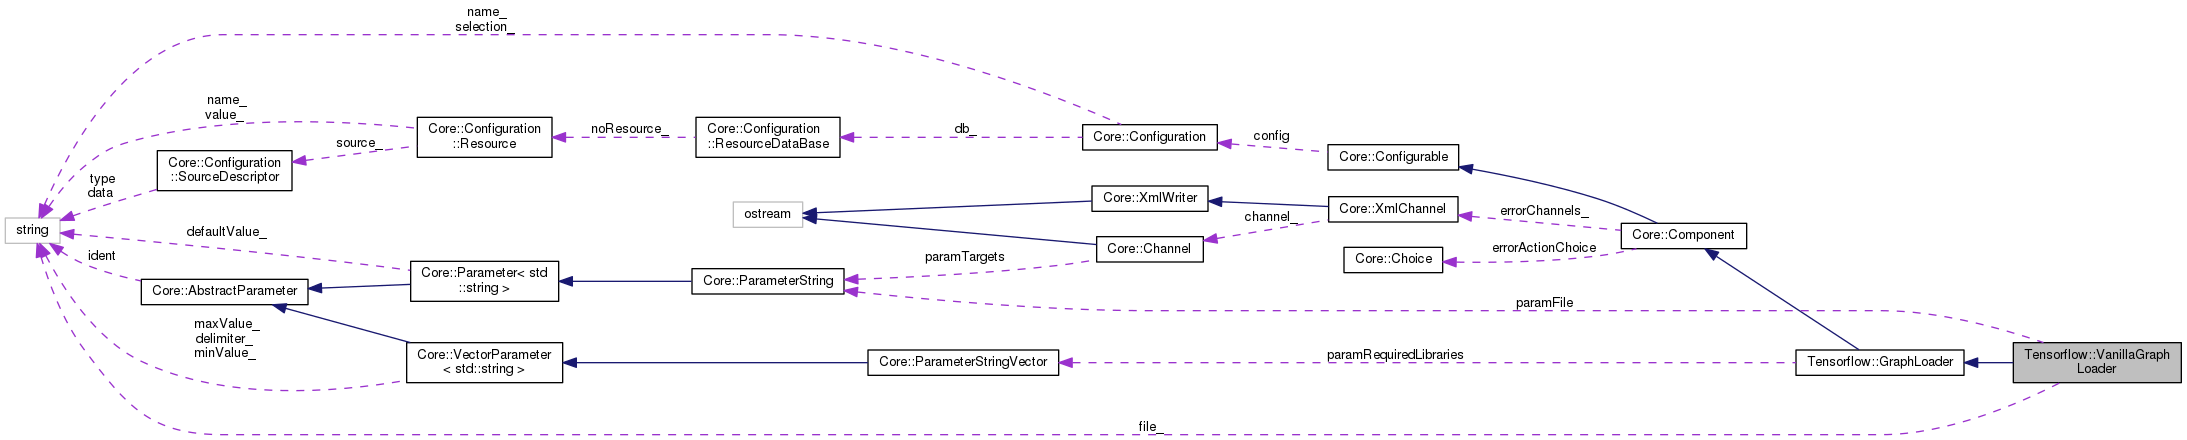 name_
selection_
name_
value_
Core::Configuration
::Resource
noResource_
Core::Configuration
::ResourceDataBase
db_
Core::Configuration
config
Core::Configurable
source_
Core::Configuration
::SourceDescriptor
type
data
string
ostream
Core::XmlWriter
Core::XmlChannel
errorChannels_
channel_
Core::Channel
Core::Component
errorActionChoice
Core::Choice
defaultValue_
ident
Core::AbstractParameter
Core::Parameter< std
::string >
Core::ParameterString
paramTargets
paramFile
maxValue_
delimiter_
minValue_
Core::VectorParameter
< std::string >
Core::ParameterStringVector
paramRequiredLibraries
Tensorflow::GraphLoader
Tensorflow::VanillaGraph
Loader
file_